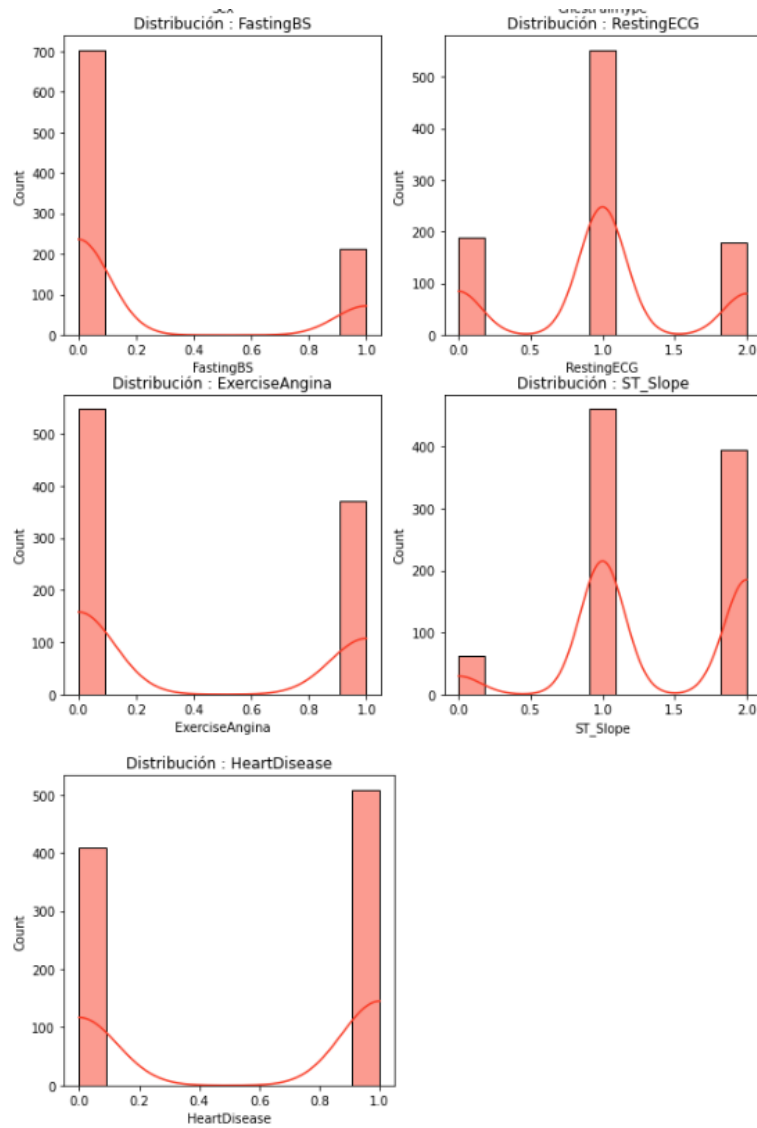 Sex
ChestPainType
Distribución : FastingBS
700
600
500
400
300
200
100
0
Count
0.0 0.2 0.4 0.6 0.8 1.0
FastingBS
Distribución : RestingECG
500
400
300
200
100
0
Count
0.0 0.5 1.0 1.5 2.0
RestingECG
Distribución : ExerciseAngina
500
400
300
200
100
0
Count
0.0 0.2 0.4 0.6 0.8 1.0
ExerciseAngina
Distribución : ST_Slope
400
300
200
100
0
Count
0.0 0.5 1.0 1.5 2.0
ST_Slope
Distribución : HeartDisease
500
400
300
200
100
0
Count
0.0 0.2 0.4 0.6 0.8 1.0
HeartDisease